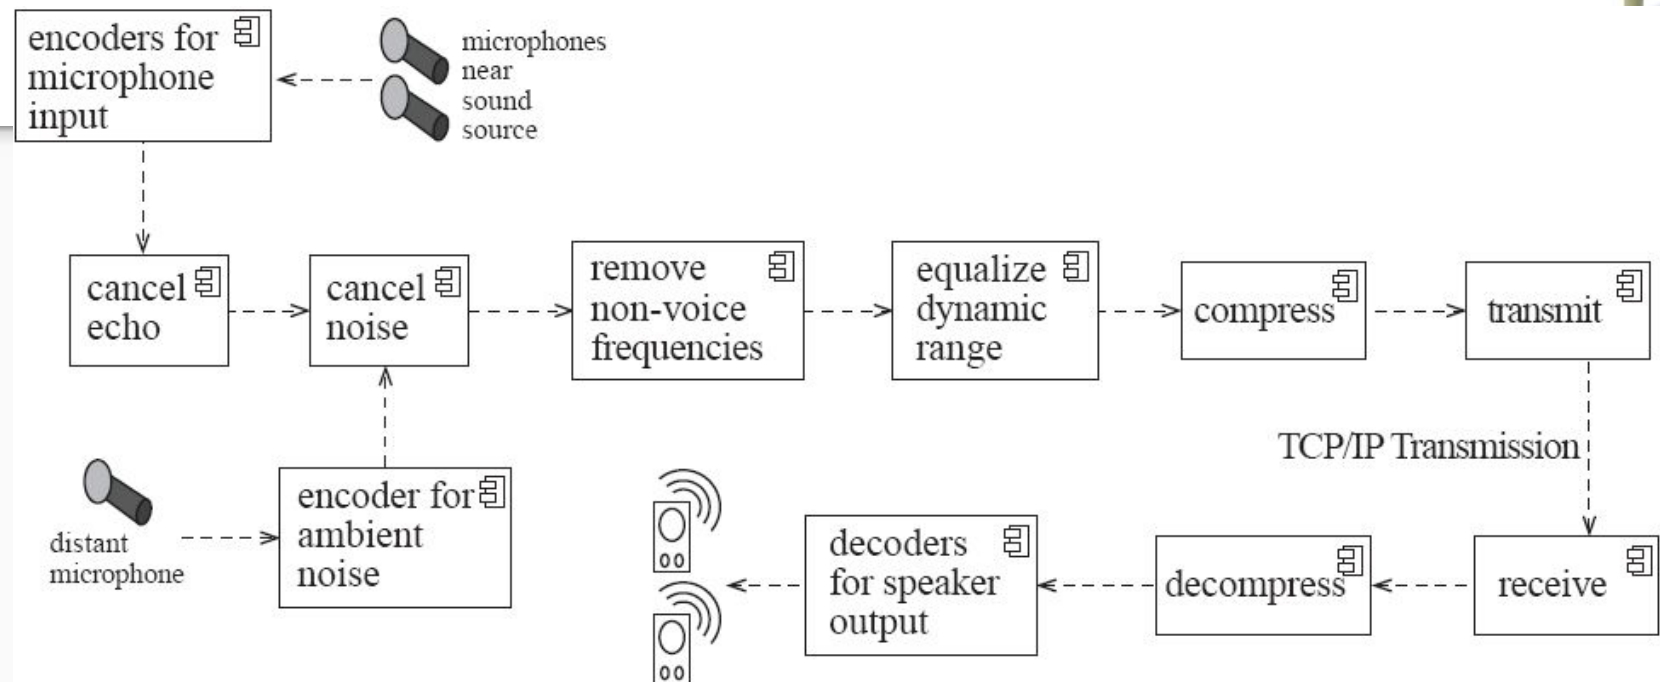 encoders for
microphone
input
microphones
near
sound
source
cancel
echo
cancel
noise
remove
non-voice
frequencies
equalize
dynamic
range
compress
transmit
TCP/IP Transmission
distant
microphone
encoder for
ambient
noise
decoders
for speaker
output
decompress
receive